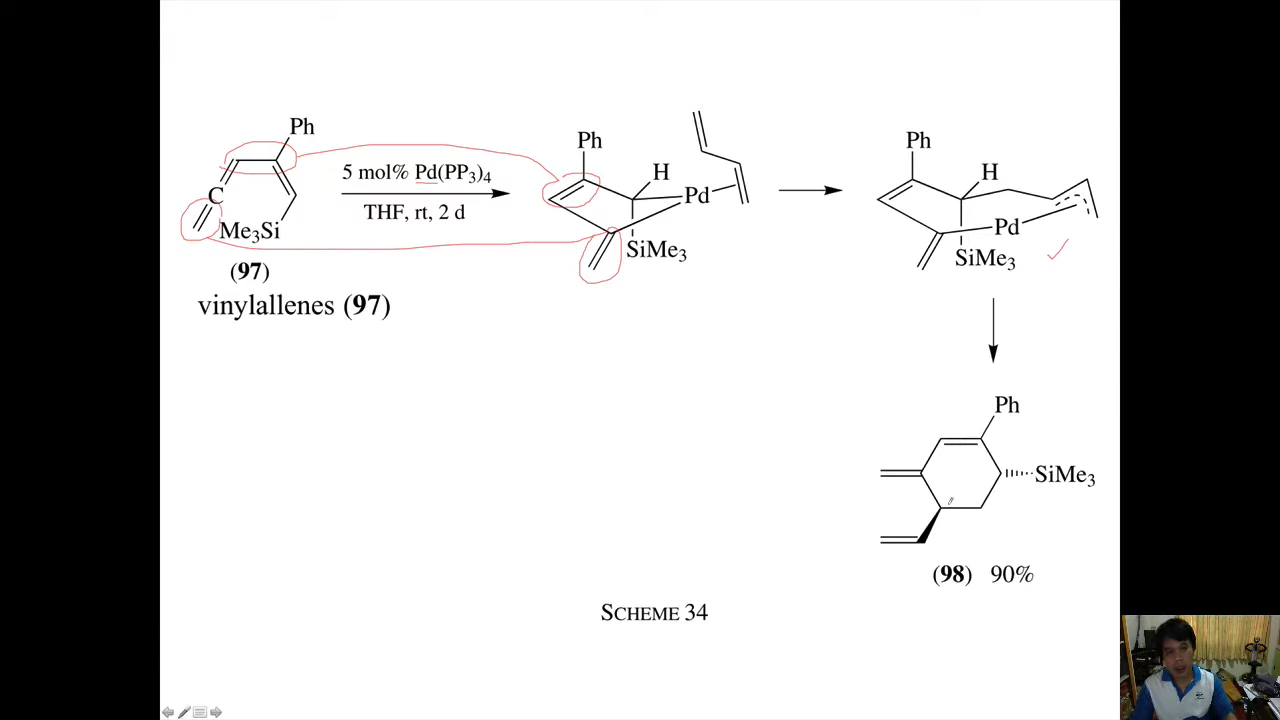 Ph
C
Me3Si
(97)
vinylallenes (97)
5 mol% Pd(PP3)4
THF, rt, 2 d
Ph
H
Pd
SiMe3
Ph
H
Pd
SiMe3
Ph
SiMe3
(98) 90%
SCHEME 34